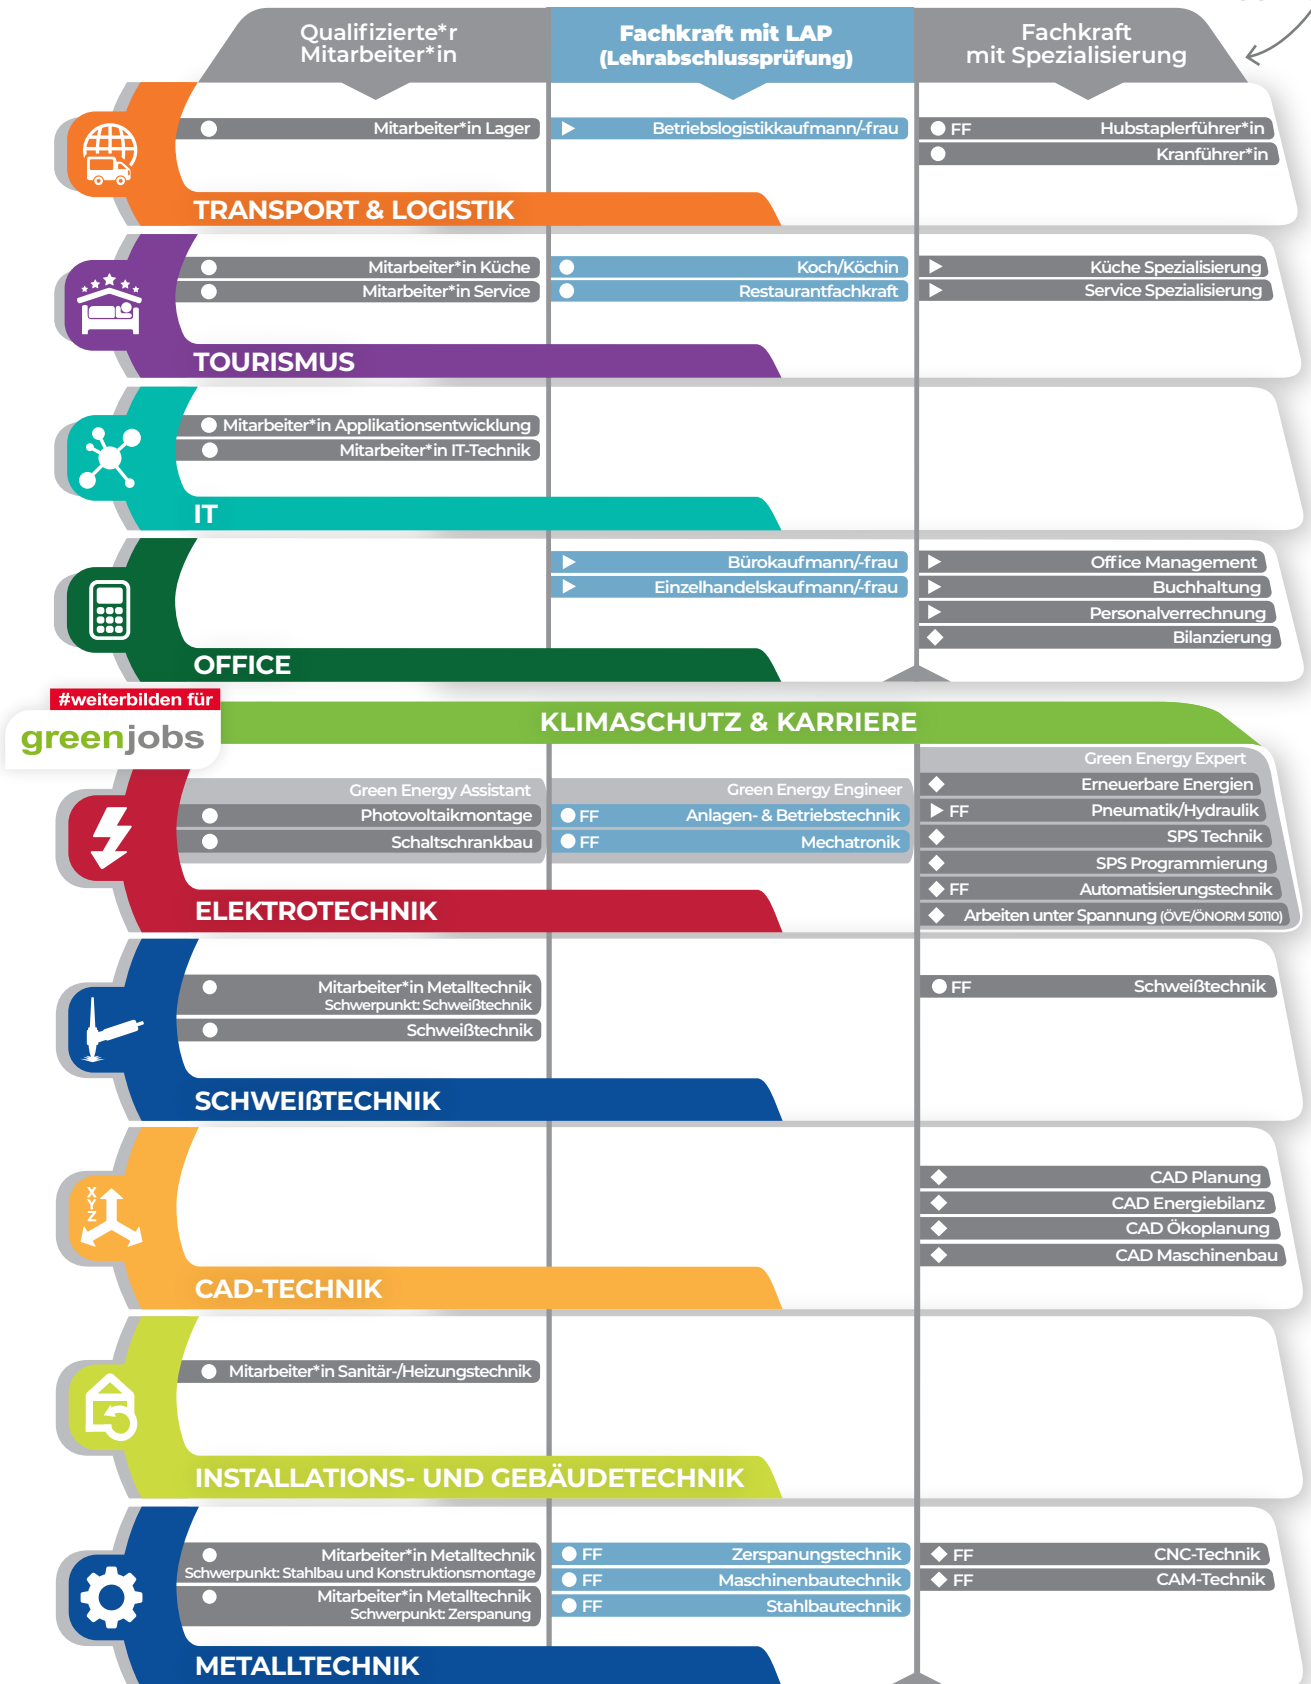 Qualifizierte*r
Mitarbeiter*in
Fachkraft mit LAP
(Lehrabschlussprüfung)
Fachkraft
mit Spezialisierung
Mitarbeiter*in Lager
Betriebslogistikkaufmann/-frau
FF Hubstaplerführer*in
Kranführer*in
TRANSPORT & LOGISTIK
Mitarbeiter*in Küche
Koch/Köchin
Küche Spezialisierung
Mitarbeiter*in Service
Restaurantfachkraft
Service Spezialisierung
TOURISMUS
Mitarbeiter*in Applikationsentwicklung
Mitarbeiter*in IT-Technik
IT
Bürokaufmann/-frau
Office Management
Einzelhandelskaufmann/-frau
Buchhaltung
Personalverrechnung
Bilanzierung
OFFICE
#weiterbilden für
greenjobs
KLIMASCHUTZ & KARRIERE
Green Energy Assistant
Photovoltaikmontage
Schaltschrankbau
Green Energy Engineer
FF Anlagen- & Betriebstechnik
FF Mechatronik
Green Energy Expert
Erneuerbare Energien
FF Pneumatik/Hydraulik
SPS Technik
SPS Programmierung
FF Automatisierungstechnik
Arbeiten unter Spannung (ÖVE/ÖNORM 50110)
ELEKTROTECHNIK
Mitarbeiter*in Metalltechnik
Schwerpunkt: Schweißtechnik
Schweißtechnik
FF Schweißtechnik
SCHWEIßTECHNIK
X
Y
Z
CAD Planung
CAD Energiebilanz
CAD Ökoplanung
CAD Maschinenbau
CAD-TECHNIK
Mitarbeiter*in Sanitär-/Heizungstechnik
INSTALLATIONS- UND GEBÄUDETECHNIK
Mitarbeiter*in Metalltechnik
Schwerpunkt: Stahlbau und Konstruktionsmontage
Mitarbeiter*in Metalltechnik
Schwerpunkt: Zerspanung
FF Zerspanungstechnik
FF Maschinenbautechnik
FF Stahlbautechnik
FF CNC-Technik
FF CAM-Technik
METALLTECHNIK